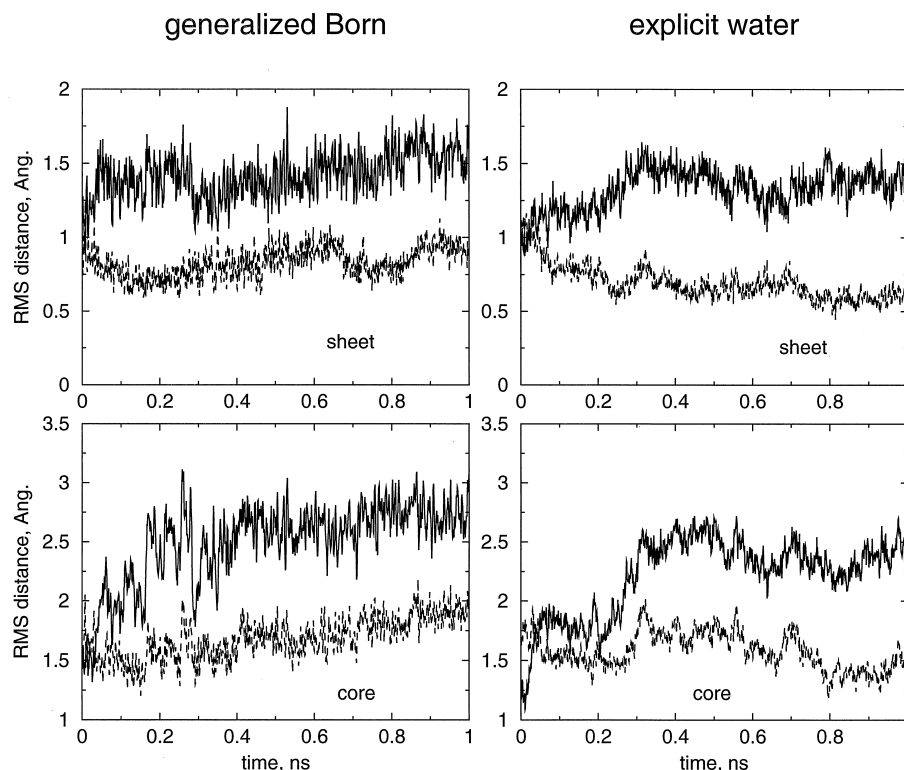 generalized Born
explicit water
2
1.5
1
0.5
0
RMS distance, Ang.
sheet
0 0.2 0.4 0.6 0.8 1
2
1.5
1
0.5
0
sheet
0 0.2 0.4 0.6 0.8
3.5
3
2.5
2
1.5
1
RMS distance, Ang.
core
0 0.2 0.4 0.6 0.8 1
time, ns
3.5
3
2.5
2
1.5
1
core
0 0.2 0.4 0.6 0.8
time, ns